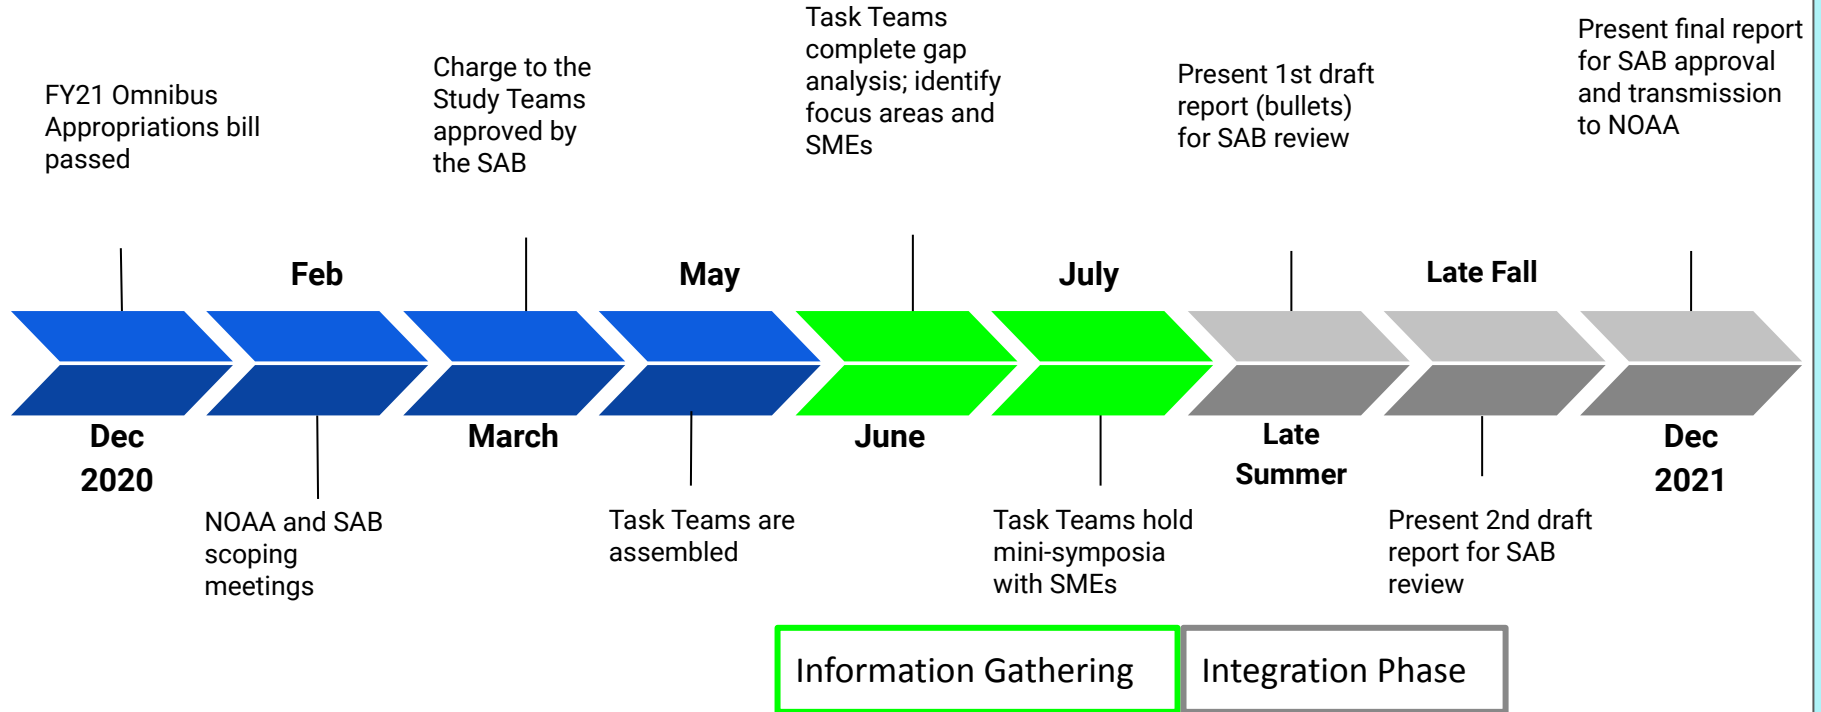 FY21 Omnibus
Appropriations bill
passed
Charge to the
Study Teams
approved by
the SAB
Task Teams
complete gap
analysis; identify
focus areas and
SMEs
Present 1st draft
report (bullets)
for SAB review
Present final report
for SAB approval
and transmission
to NOAA
Feb
May
July
Late Fall
Dec
2020
March
June
Late
Summer
Dec
2021
NOAA and SAB
scoping
meetings
Task Teams are
assembled
Task Teams hold
mini-symposia
with SMEs
Present 2nd draft
report for SAB
review
Information Gathering
Integration Phase